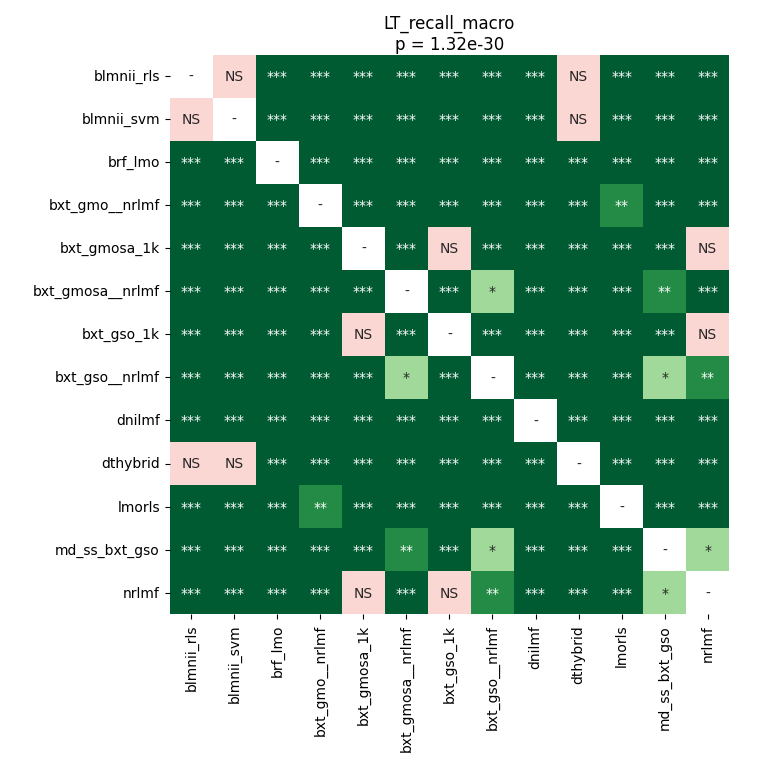 LT_recall_macro
p = 1.32e-30
blmnii_rls - NS *** *** *** *** *** *** *** NS *** *** ***
blmnii_svm NS - *** *** *** *** *** *** *** NS *** *** ***
brf_lmo *** *** - *** *** *** *** *** *** *** *** *** ***
bxt_gmo__nrlmf *** *** *** - *** *** *** *** *** *** ** *** ***
bxt_gmosa_1k *** *** *** *** - *** NS *** *** *** *** *** NS
bxt_gmosa__nrlmf *** *** *** *** *** - *** * *** *** *** ** ***
bxt_gso_1k *** *** *** *** NS *** - *** *** *** *** *** NS
bxt_gso__nrlmf *** *** *** *** *** * *** - *** *** *** * **
dnilmf *** *** *** *** *** *** *** *** - *** *** *** ***
dthybrid NS NS *** *** *** *** *** *** *** - *** *** ***
lmorls *** *** *** ** *** *** *** *** *** *** - *** ***
md_ss_bxt_gso *** *** *** *** *** ** *** * *** *** *** - *
nrlmf *** *** *** *** NS *** NS ** *** *** *** * -
blmnii_rls
blmnii_svm
brf_lmo
bxt_gmo__nrlmf
bxt_gmosa_1k
bxt_gmosa__nrlmf
bxt_gso_1k
bxt_gso__nrlmf
dnilmf
dthybrid
lmorls
md_ss_bxt_gso
nrlmf